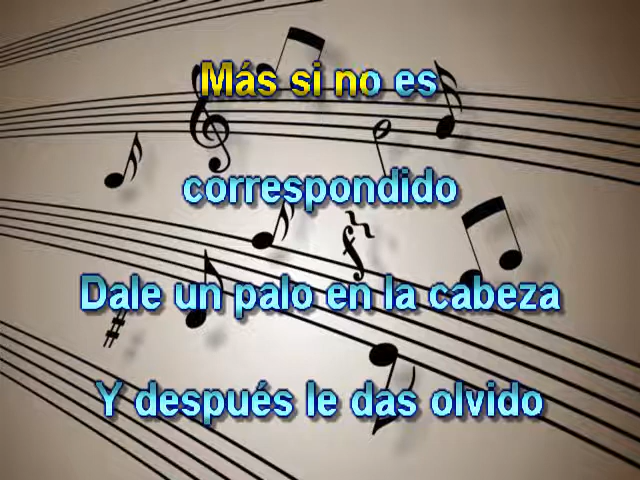 Más si no es
correspondido
Dale un palo en la cabeza
Y después le das olvido